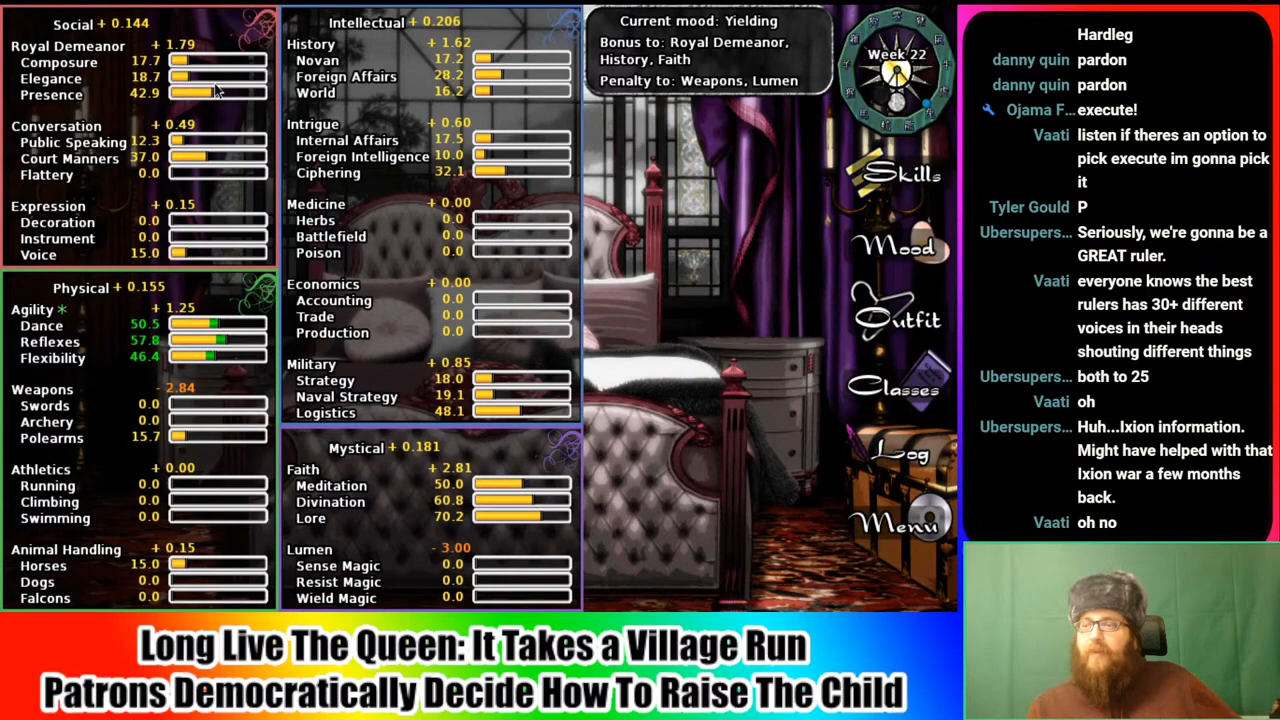 Social + 0.144
Royal Demeanor + 1.79
Composure 17.7
Elegance 18.7
Presence 42.9
Conversation + 0.49
Public Speaking 12.3
Court Manners 37.0
Flattery 0.0
Expression + 0.15
Decoration 0.0
Instrument 0.0
Voice 15.0
Physical + 0.155
Agility * + 1.25
Dance 50.5
Reflexes 57.8
Flexibility 46.4
Weapons - 2.84
Swords 0.0
Archery 0.0
Polearms 15.7
Athletics + 0.00
Running 0.0
Climbing 0.0
Swimming 0.0
Animal Handling + 0.15
Horses 15.0
Dogs 0.0
Falcons 0.0
Intellectual + 0.206
History + 1.62
Novan 17.2
Foreign Affairs 28.2
World 16.2
Intrigue + 0.60
Internal Affairs 17.5
Foreign Intelligence 10.0
Ciphering 32.1
Medicine + 0.00
Herbs 0.0
Battlefield 0.0
Poison 0.0
Economics + 0.00
Accounting 0.0
Trade 0.0
Production 0.0
Military + 0.85
Strategy 18.0
Naval Strategy 19.1
Logistics 48.1
Mystical + 0.181
Faith + 2.81
Meditation 50.0
Divination 60.8
Lore 70.2
Lumen - 3.00
Sense Magic 0.0
Resist Magic 0.0
Wield Magic 0.0
Current mood: Yielding
Bonus to: Royal Demeanor,
History, Faith
Penalty to: Weapons, Lumen
Week 22
Skills
Mood
Outfit
Classes
Log
Menu
Hardleg
danny quin pardon
danny quin pardon
Ojama F... execute!
Vaati listen if theres an option to
pick execute im gonna pick
it
Tyler Gould P
Ubersupers... Seriously, we're gonna be a
GREAT ruler.
Vaati everyone knows the best
rulers has 30+ different
voices in their heads
shouting different things
Ubersupers... both to 25
Vaati oh
Ubersupers... Huh...Ixion information.
Might have helped with that
Ixion war a few months
back.
Vaati oh no
Long Live The Queen: It Takes a Village Run
Patrons Democratically Decide How To Raise The Child